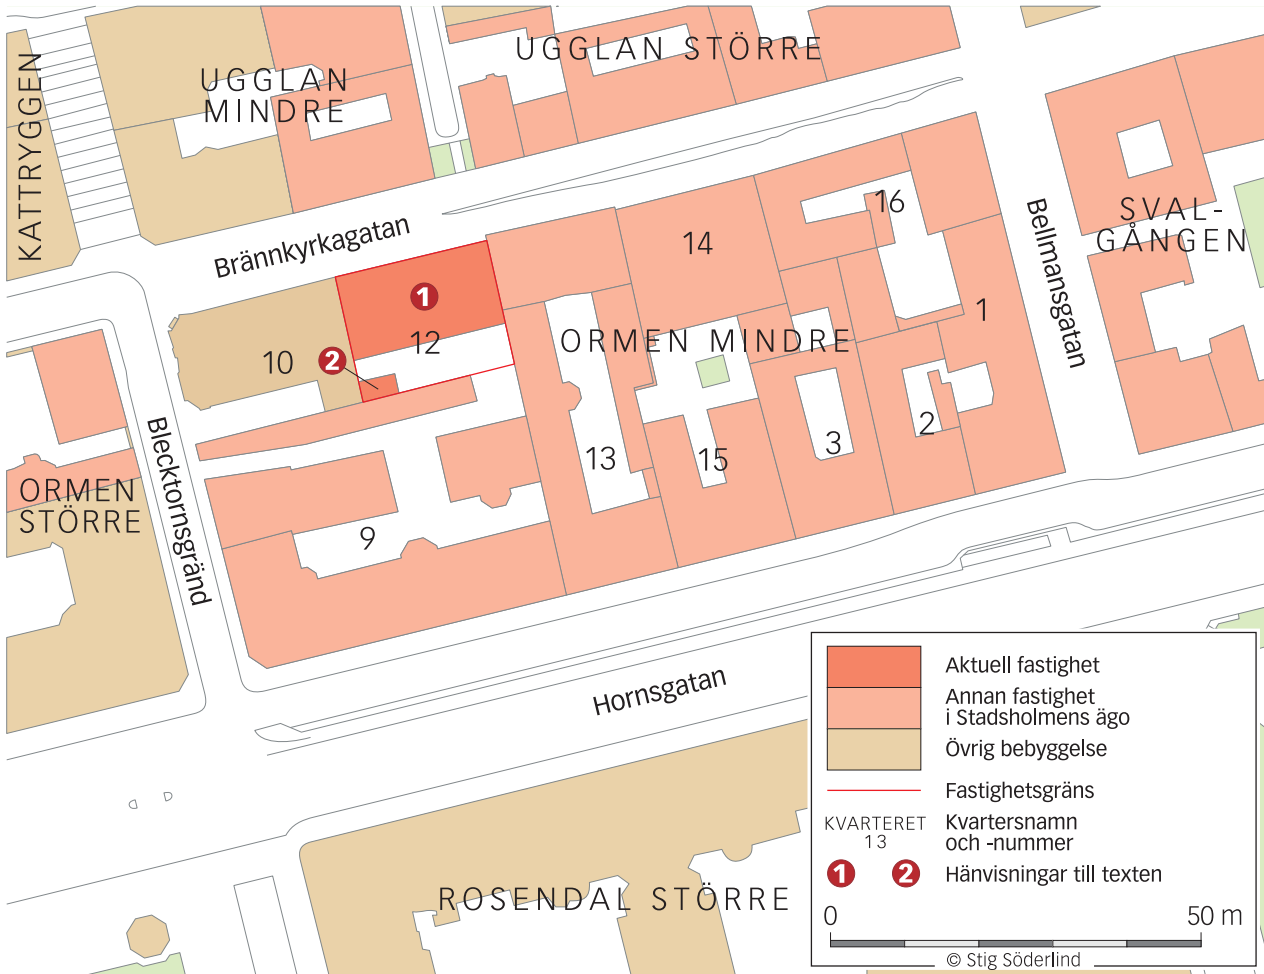 KATTRYGGEN
UGGLAN
MINDRE
UGGLAN STÖRRE
Brännkyrkagatan
Bellmansgatan
SVAL-
GÅNGEN
ORMEN MINDRE
16
14
1
1
12
10
2
13
15
3
2
9
ORMEN
STÖRRE
Blecktornsgränd
Hornsgatan
ROSENDAL STÖRRE
Aktuell fastighet
Annan fastighet
i Stadsholmens ägo
Övrig bebyggelse
Fastighetsgräns
KVARTERET
13
Kvartersnamn
och -nummer
1 2 Hänvisningar till texten
0 50 m
© Stig Söderlind